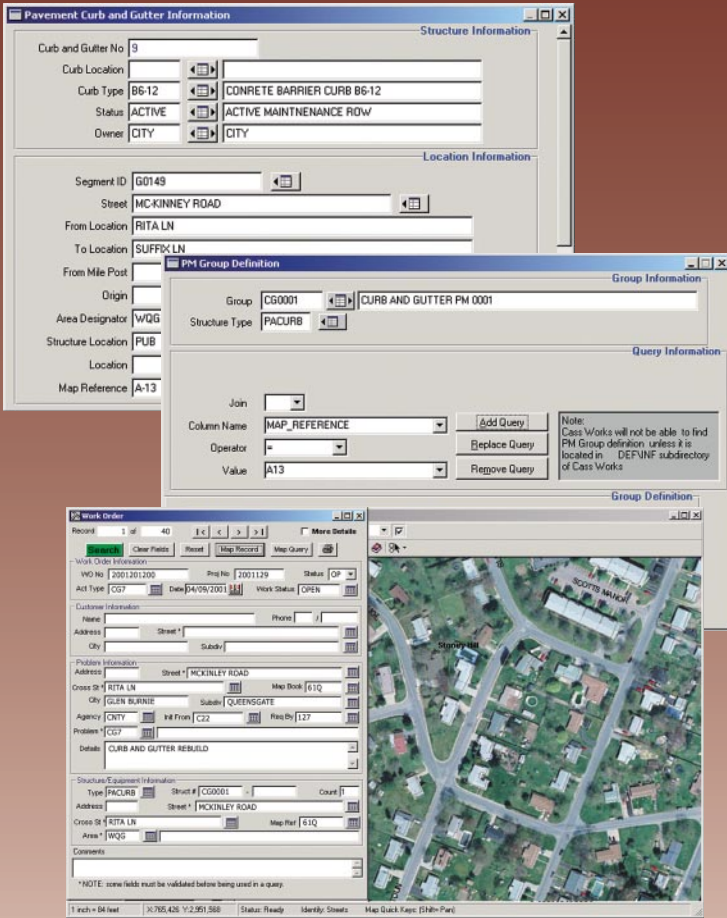 Pavement Curb and Gutter Information
Structure Information
Curb and Gutter No 9
Curb Location
Curb Type B6-12 CONRETE BARRIER CURB B6-12
Status ACTIVE ACTIVE MAINTNENANCE ROW
Owner CITY CITY
Location Information
Segment ID G0149
Street MC-KINNEY ROAD
From Location RITA LN
To Location SUFFIX LN
From Mile Post
Origin
Area Designator WQG
Structure Location PUB
Location
Map Reference A-13
PM Group Definition
Group Information
Group CG0001 CURB AND GUTTER PM 0001
Structure Type PACURB
Query Information
Join
Column Name MAP_REFERENCE Add Query
Operator = Replace Query
Value A13 Remove Query
Note:
Cass Works will not be able to find
PM Group definition unless it is
located in DEF\INF subdirectory
of Cass Works
Group Definition
Work Order
Record 1 of 40 |< < > >| More Details
Search Clear Fields Reset Map Record Map Query
Work Order Information
WO No 2001201200 Proj No 2001129 Status OP
Act Type CG7 Date 04/09/2001 Work Status OPEN
Customer Information
Name Phone /
Address Street *
City Subdiv
Problem Information
Address Street * MCKINLEY ROAD
Cross St * RITA LN Map Book 61Q
City GLEN BURNIE Subdiv QUEENSGATE
Agency CNTY Init From C22 Req By 127
Problem * CG7
Details CURB AND GUTTER REBUILD
Structure/Equipment Information
Type PACURB Struct # CG0001 - Count 1
Address Street * MCKINLEY ROAD
Cross St * RITA LN Map Ref 61Q
Area * WQG
Comments
*NOTE: some fields must be validated before being used in a query.
SCOTTS MANOR
Stoney Hill
1 inch = 84 feet X:765,426 Y:2,951,568 Status: Ready Identify: Streets Map Quick Keys: (Shift= Pan)